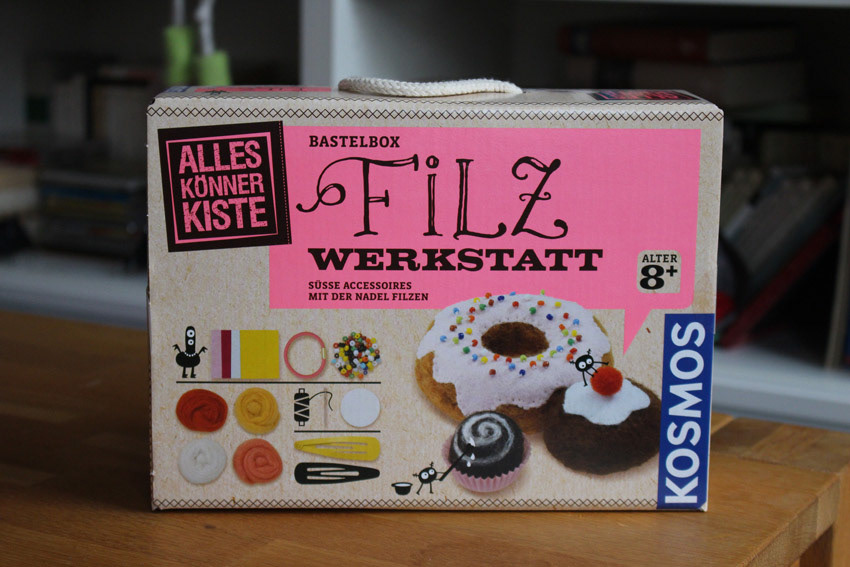 ALLES
KÖNNER
KISTE
BASTELBOX
FiLZ
WERKSTATT
SÜSSE ACCESSOIRES
MIT DER NADEL FILZEN
ALTER
8+
KOSMOS